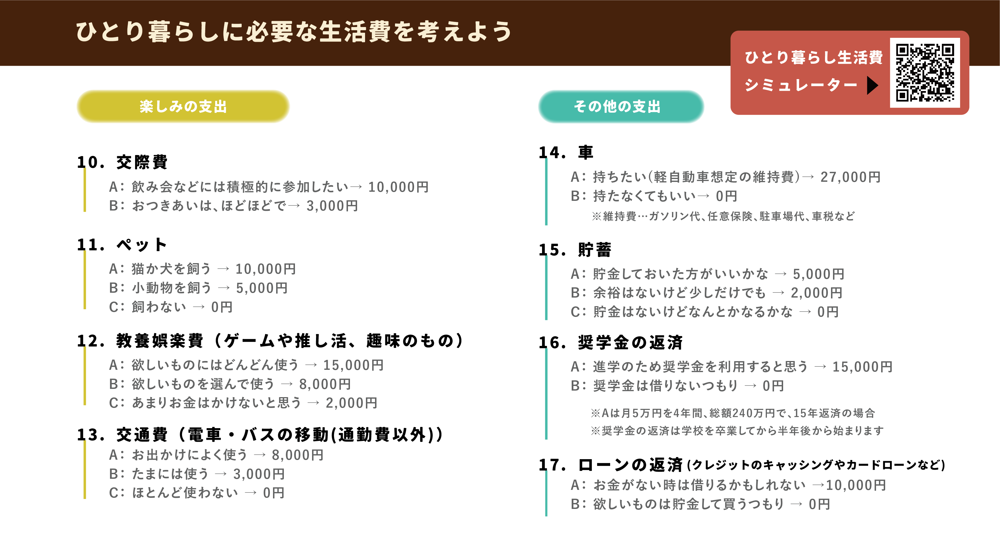 ひとり暮らしに必要な生活費を考えよう
ひとり暮らし生活費
シミュレーター ▶
楽しみの支出
10. 交際費
A： 飲み会などには積極的に参加したい→ 10,000円
B： おつきあいは、ほどほどで→ 3,000円
11. ペット
A： 猫か犬を飼う → 10,000円
B： 小動物を飼う → 5,000円
C： 飼わない → 0円
12. 教養娯楽費（ゲームや推し活、趣味のもの）
A： 欲しいものにはどんどん使う → 15,000円
B： 欲しいものを選んで使う → 8,000円
C： あまりお金はかけないと思う → 2,000円
13. 交通費（電車・バスの移動(通勤費以外)）
A： お出かけによく使う → 8,000円
B： たまには使う → 3,000円
C： ほとんど使わない → 0円
その他の支出
14. 車
A： 持ちたい(軽自動車想定の維持費)→ 27,000円
B： 持たなくてもいい→ 0円
※維持費…ガソリン代、任意保険、駐車場代、車税など
15. 貯蓄
A： 貯金しておいた方がいいかな → 5,000円
B： 余裕はないけど少しだけでも → 2,000円
C： 貯金はないけどなんとかなるかな → 0円
16. 奨学金の返済
A： 進学のため奨学金を利用すると思う → 15,000円
B： 奨学金は借りないつもり → 0円
※Aは月5万円を4年間、総額240万円で、15年返済の場合
※奨学金の返済は学校を卒業してから半年後から始まります
17. ローンの返済(クレジットのキャッシングやカードローンなど)
A： お金がない時は借りるかもしれない →10,000円
B： 欲しいものは貯金して買うつもり → 0円